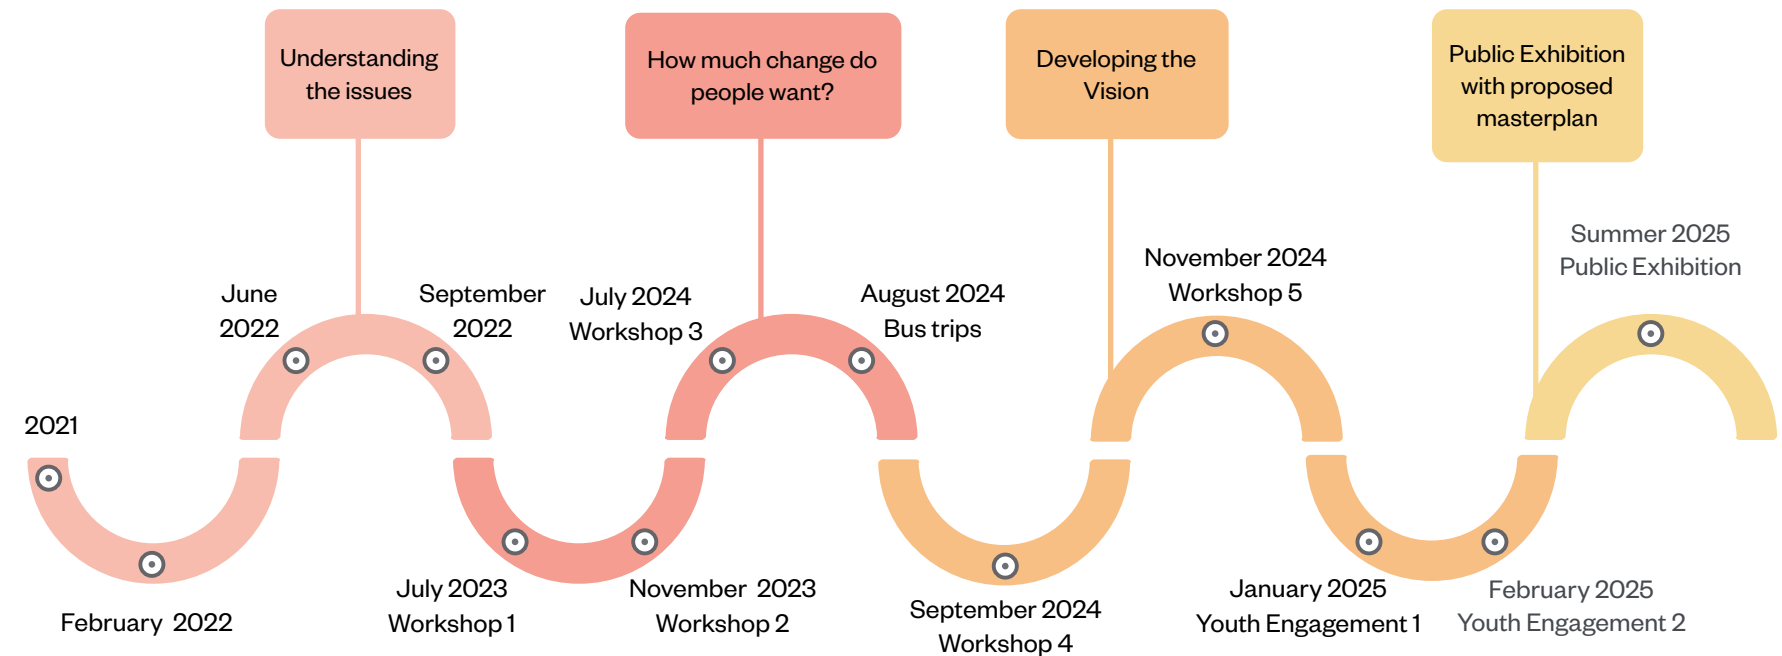 Understanding
the issues
How much change do
people want?
Developing the
Vision
Public Exhibition
with proposed
masterplan
2021
February 2022
June
2022
September
2022
July 2023
Workshop 1
November 2023
Workshop 2
July 2024
Workshop 3
August 2024
Bus trips
September 2024
Workshop 4
November 2024
Workshop 5
January 2025
Youth Engagement 1
February 2025
Youth Engagement 2
Summer 2025
Public Exhibition